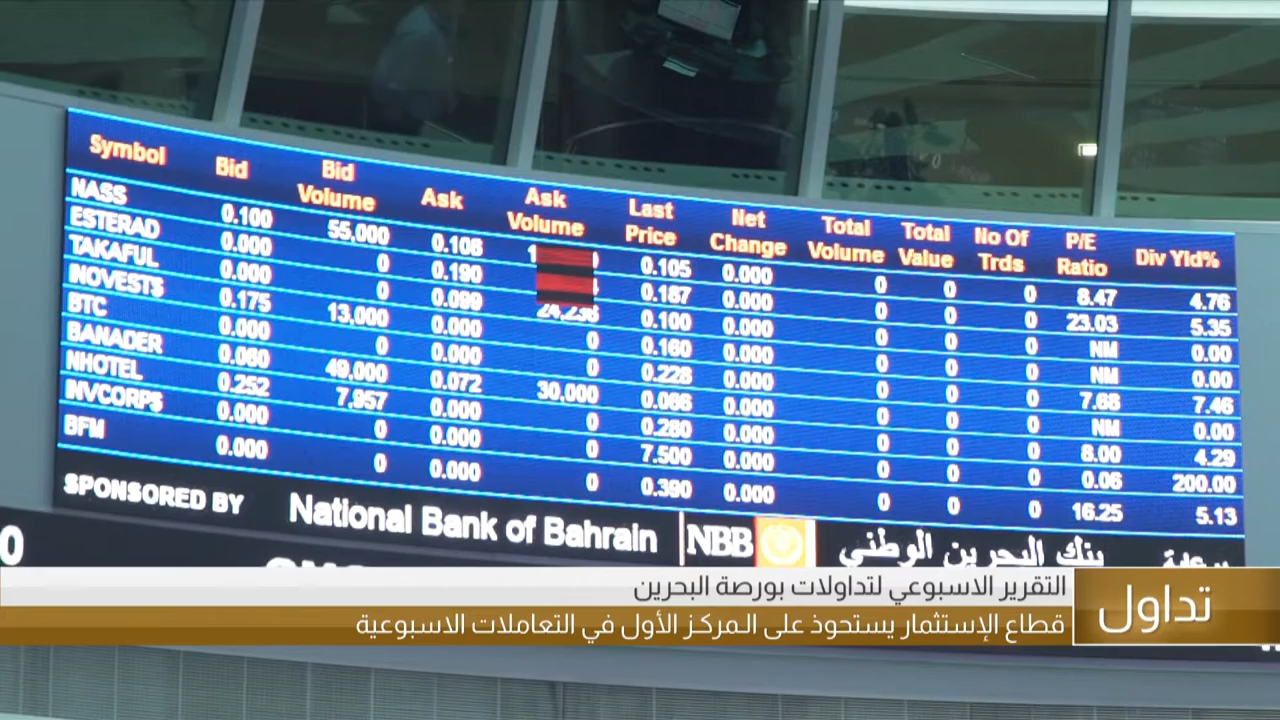 Symbol Bid Bid Volume Ask Ask Volume Last Price Net Change Total Volume Total Value No Of Trds P/E Ratio Div Yld%
NASS 0.100 55,000 0.106 0.105 0.000 0 0 0 8.47 4.76
ESTERAD 0.000 0 0.190 0.187 0.000 0 0 0 23.03 5.35
TAKAFUL 0.000 0 0.099 0.100 0.000 0 0 0 NM 0.00
INOVEST$ 0.175 13,000 0.000 0 0.160 0.000 0 0 0 NM 0.00
BTC 0.000 0 0.000 0 0.228 0.000 0 0 0 7.68 7.46
BANADER 0.060 49,000 0.072 30,000 0.066 0.000 0 0 0 NM 0.00
NHOTEL 0.252 7,957 0.000 0 0.280 0.000 0 0 0 8.00 4.29
INVCORP$ 0.000 0 0.000 0 7.500 0.000 0 0 0 0.06 200.00
BFM 0.000 0 0.000 0 0.390 0.000 0 0 0 16.25 5.13
SPONSORED BY National Bank of Bahrain NBB بنك البحرين الوطني
0
التقرير الاسبوعي لتداولات بورصة البحرين
تداول
قطاع الإستثمار يستحوذ على المركز الأول في التعاملات الاسبوعية